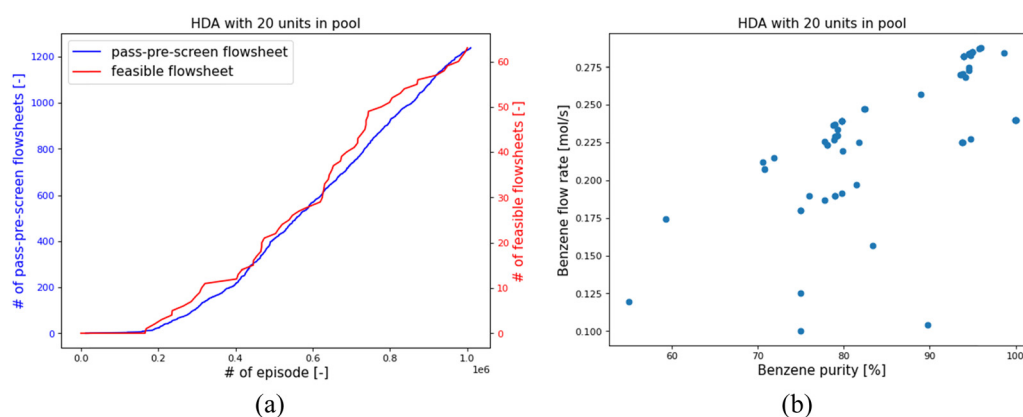 HDA with 20 units in pool
pass-pre-screen flowsheet
feasible flowsheet
# of pass-pre-screen flowsheets [-]
1200
1000
800
600
400
200
0
# of feasible flowsheets [-]
60
50
40
30
20
10
0
0.0 0.2 0.4 0.6 0.8 1.0
1e6
# of episode [-]
(a)
HDA with 20 units in pool
Benzene flow rate [mol/s]
0.275
0.250
0.225
0.200
0.175
0.150
0.125
0.100
60 70 80 90 100
Benzene purity [%]
(b)